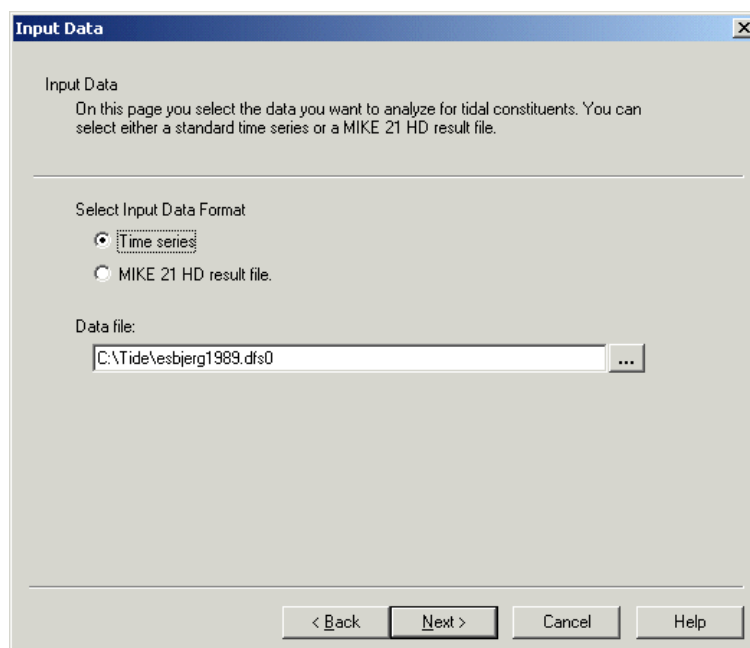 Input Data
Input Data
On this page you select the data you want to analyze for tidal constituents. You can
select either a standard time series or a MIKE 21 HD result file.
Select Input Data Format
Time series
MIKE 21 HD result file.
Data file:
C:\Tide\esbjerg1989.dfs0
...
< Back
Next >
Cancel
Help